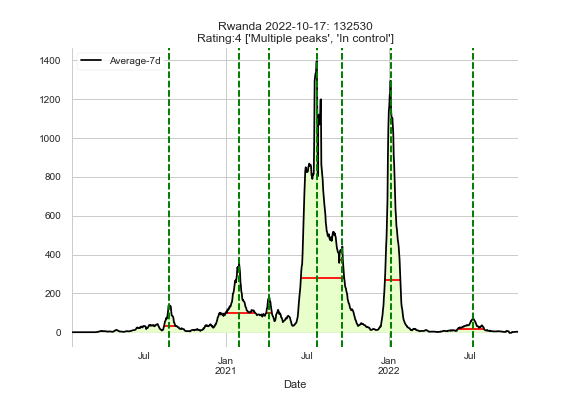 Rwanda 2022-10-17: 132530
Rating:4 ['Multiple peaks', 'In control']
Average-7d
1400
1200
1000
800
600
400
200
0
Jul
Jan
2021
Jul
Jan
2022
Jul
Date